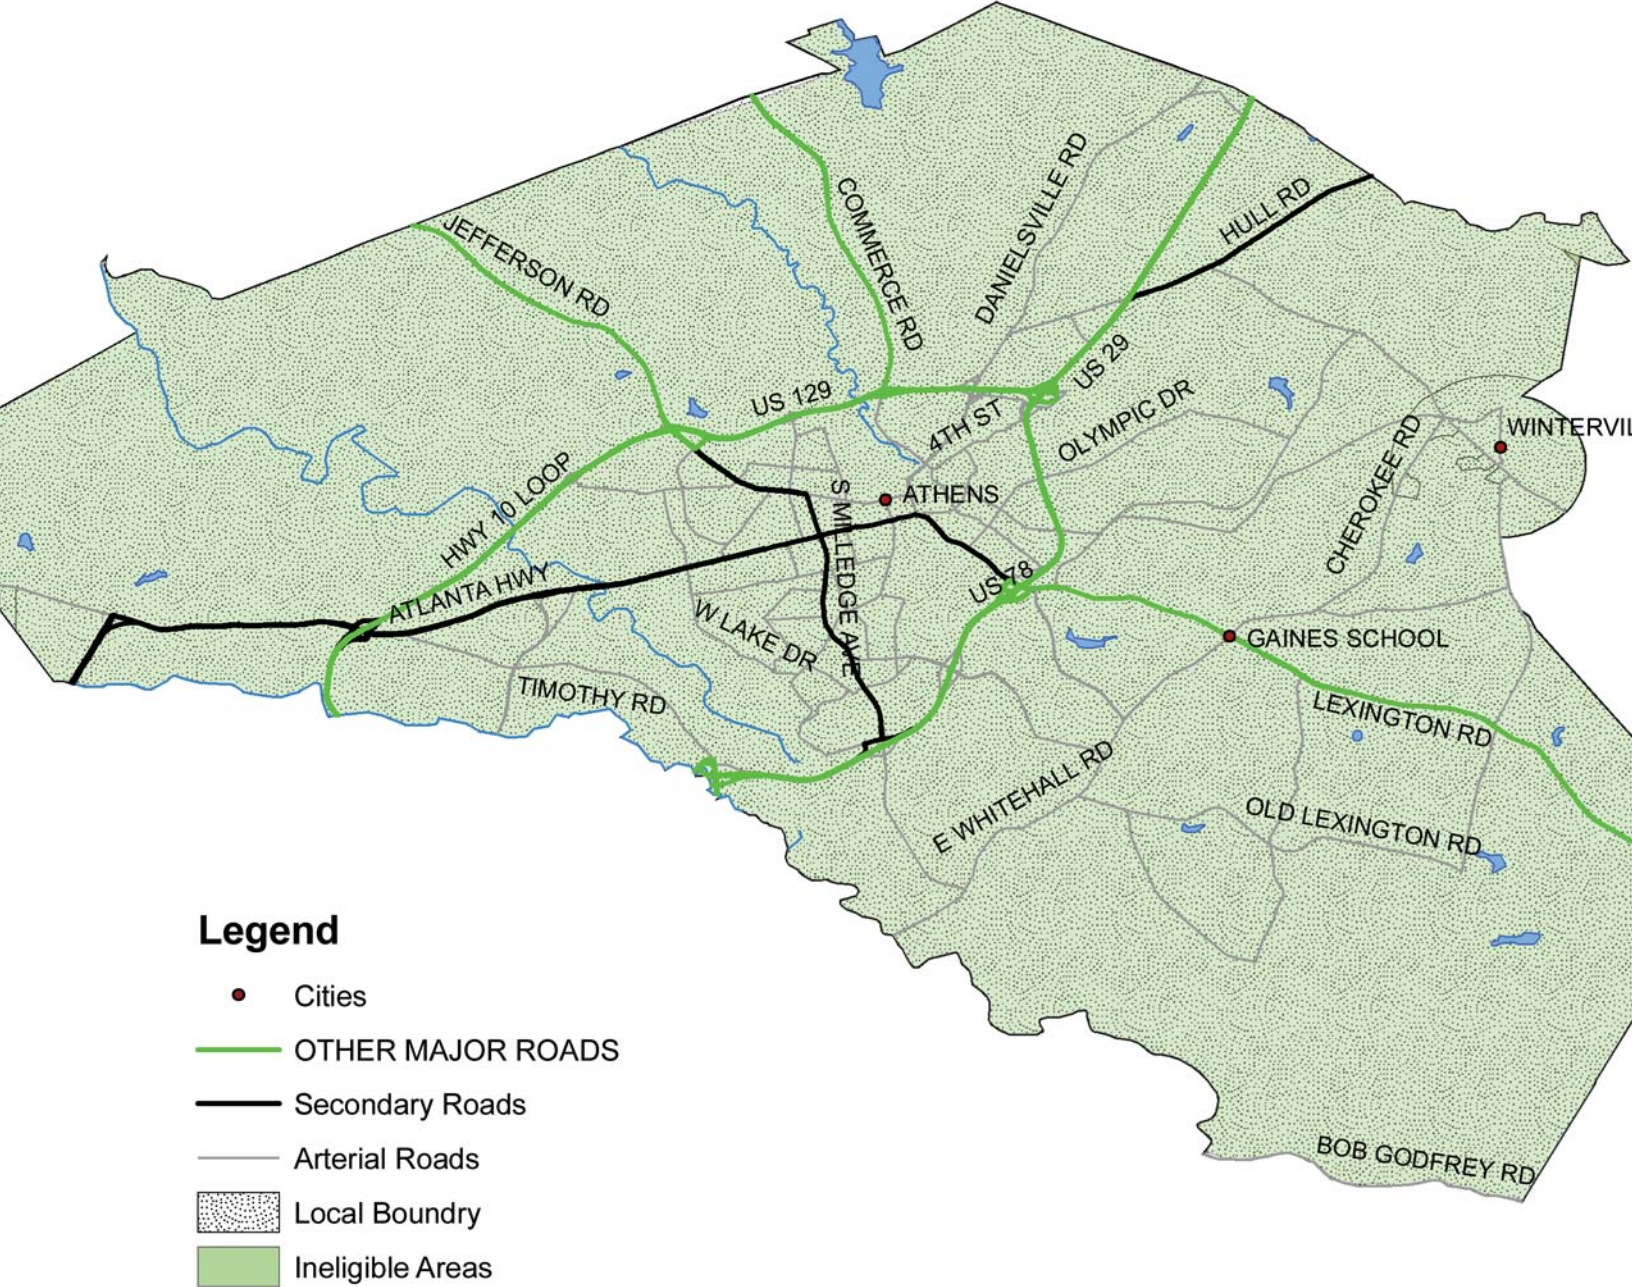 JEFFERSON RD
COMMERCE RD
DANIELSVILLE RD
HULL RD
US 129
US 29
4TH ST
OLYMPIC DR
WINTERVIL
CHEROKEE RD
HWY 10 LOOP
S MILLEDGE AVE
ATHENS
ATLANTA HWY
US 78
W LAKE DR
GAINES SCHOOL
TIMOTHY RD
LEXINGTON RD
E WHITEHALL RD
OLD LEXINGTON RD
BOB GODFREY RD
Legend
Cities
OTHER MAJOR ROADS
Secondary Roads
Arterial Roads
Local Boundry
Ineligible Areas